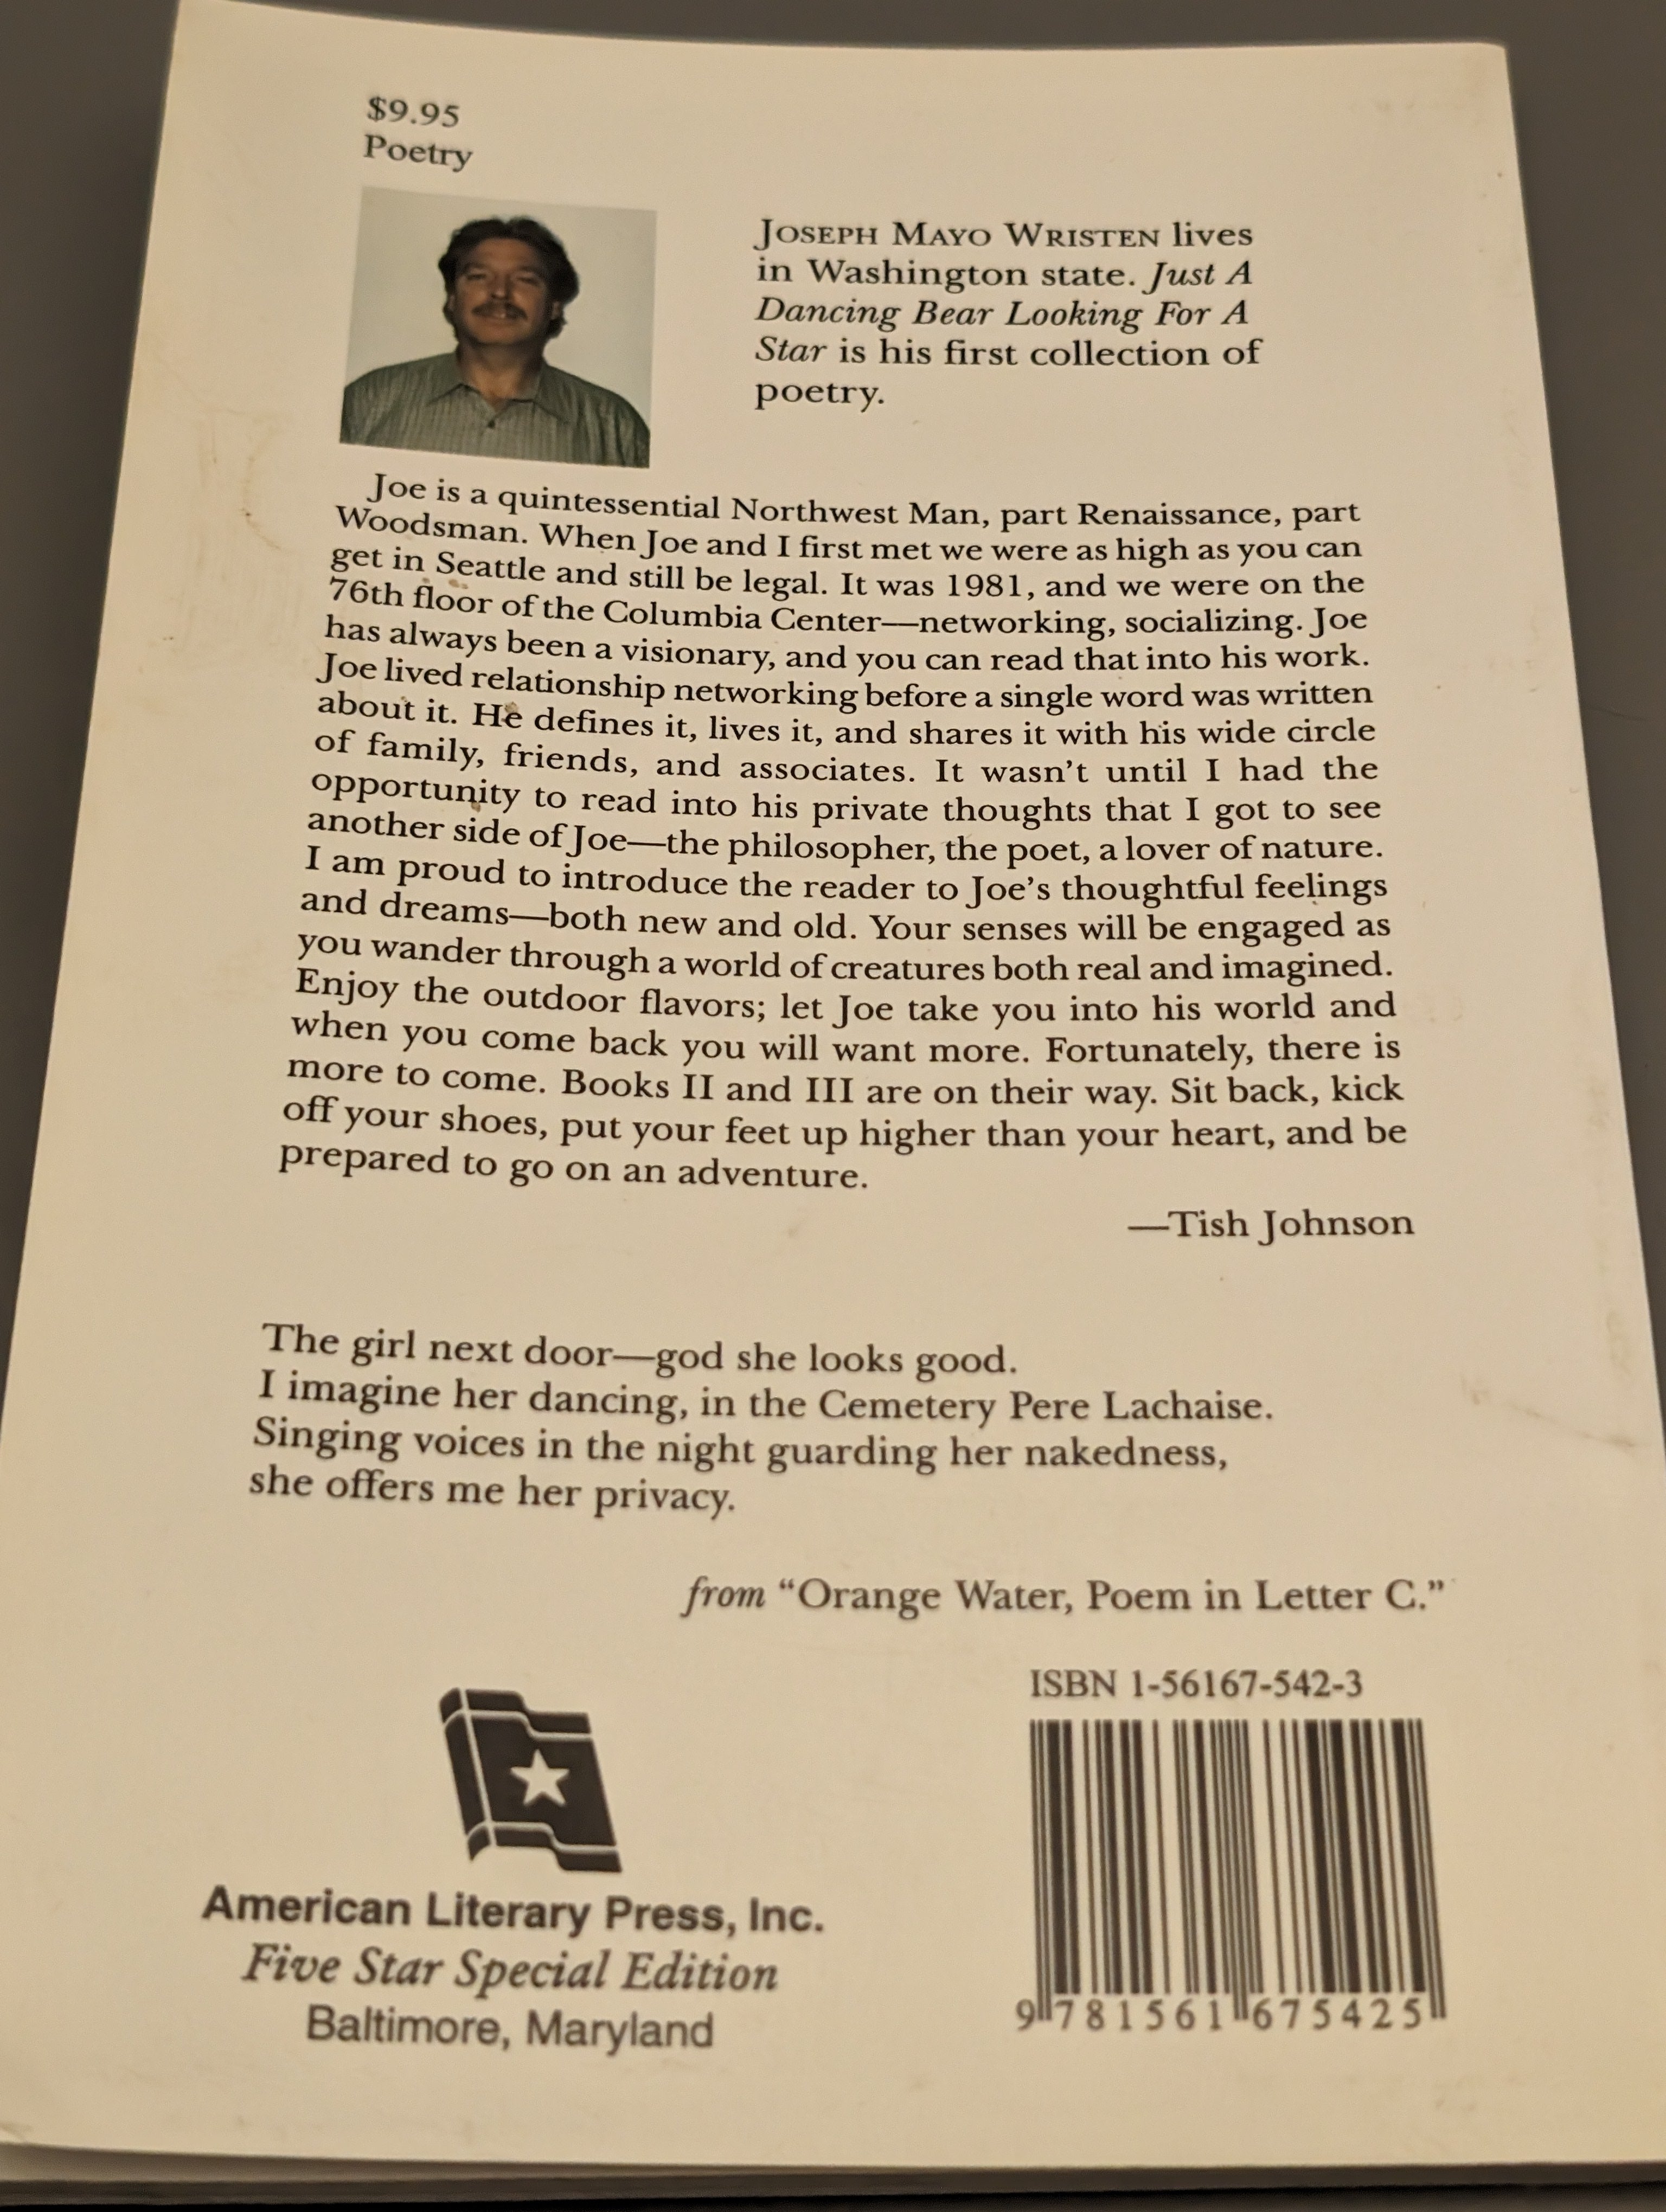 $9.95
Poetry
JOSEPH MAYO WRISTEN lives
in Washington state. Just A
Dancing Bear Looking For A
Star is his first collection of
poetry.
Joe is a quintessential Northwest Man, part Renaissance, part
Woodsman. When Joe and I first met we were as high as you can
get in Seattle and still be legal. It was 1981, and we were on the
76th floor of the Columbia Center—networking, socializing. Joe
has always been a visionary, and you can read that into his work.
Joe lived relationship networking before a single word was written
about it. He defines it, lives it, and shares it with his wide circle
of family, friends, and associates. It wasn't until I had the
opportunity to read into his private thoughts that I got to see
another side of Joe—the philosopher, the poet, a lover of nature.
I am proud to introduce the reader to Joe's thoughtful feelings
and dreams—both new and old. Your senses will be engaged as
you wander through a world of creatures both real and imagined.
Enjoy the outdoor flavors; let Joe take you into his world and
when you come back you will want more. Fortunately, there is
more to come. Books II and III are on their way. Sit back, kick
off your shoes, put your feet up higher than your heart, and be
prepared to go on an adventure.
—Tish Johnson
The girl next door—god she looks good.
I imagine her dancing, in the Cemetery Pere Lachaise.
Singing voices in the night guarding her nakedness,
she offers me her privacy.
from “Orange Water, Poem in Letter C.”
American Literary Press, Inc.
Five Star Special Edition
Baltimore, Maryland
ISBN 1-56167-542-3
9 781561 675425